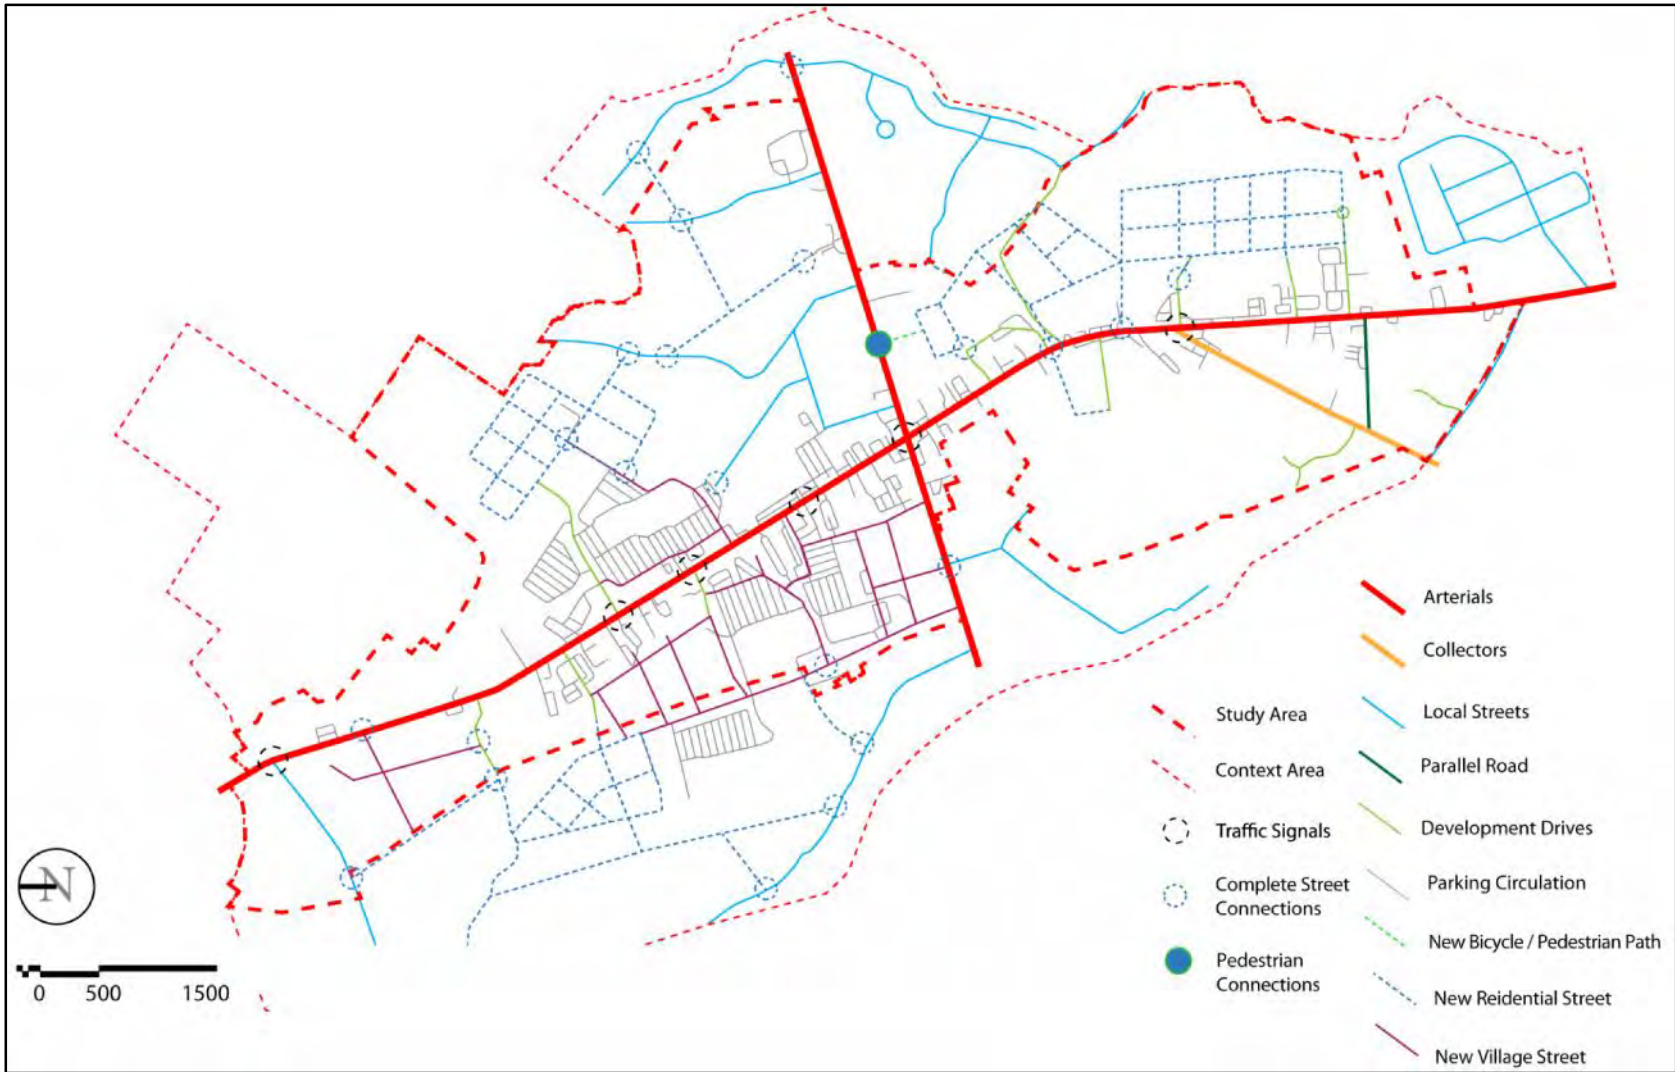 Arterials
Collectors
Local Streets
Parallel Road
Development Drives
Parking Circulation
New Bicycle / Pedestrian Path
New Reidential Street
New Village Street
Study Area
Context Area
Traffic Signals
Complete Street
Connections
Pedestrian
Connections
N
0 500 1500